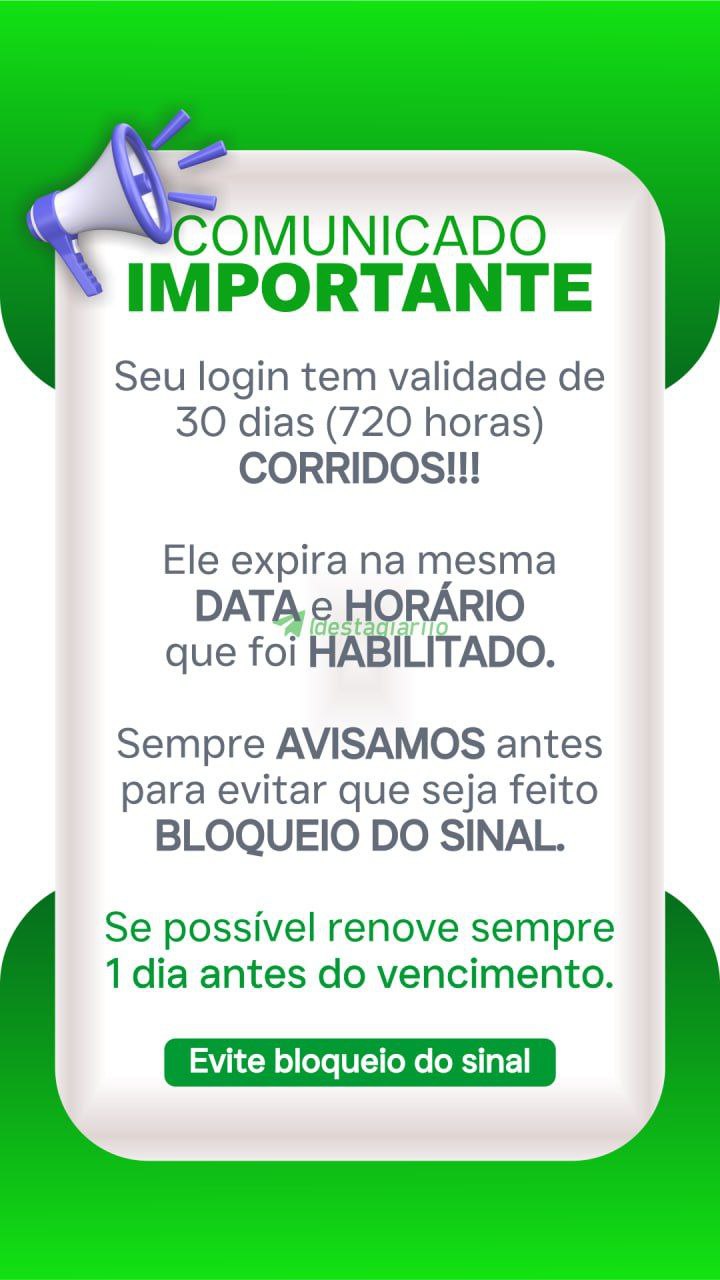 COMUNICADO
IMPORTANTE
Seu login tem validade de
30 dias (720 horas)
CORRIDOS!!!
Ele expira na mesma
DATA e HORÁRIO
que foi HABILITADO.
Sempre AVISAMOS antes
para evitar que seja feito
BLOQUEIO DO SINAL.
Se possível renove sempre
1 dia antes do vencimento.
Evite bloqueio do sinal